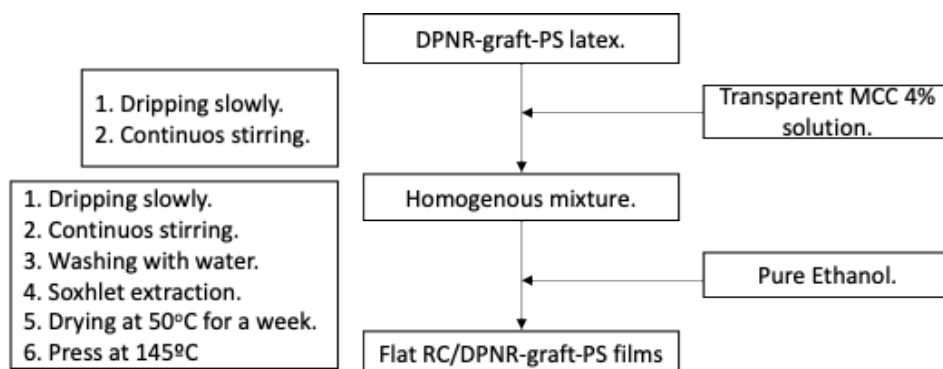 DPNR-graft-PS latex.
1. Dripping slowly.
2. Continuos stirring.
Transparent MCC 4%
solution.
Homogenous mixture.
1. Dripping slowly.
2. Continuos stirring.
3. Washing with water.
4. Soxhlet extraction.
5. Drying at 50°C for a week.
6. Press at 145ºC
Pure Ethanol.
Flat RC/DPNR-graft-PS films